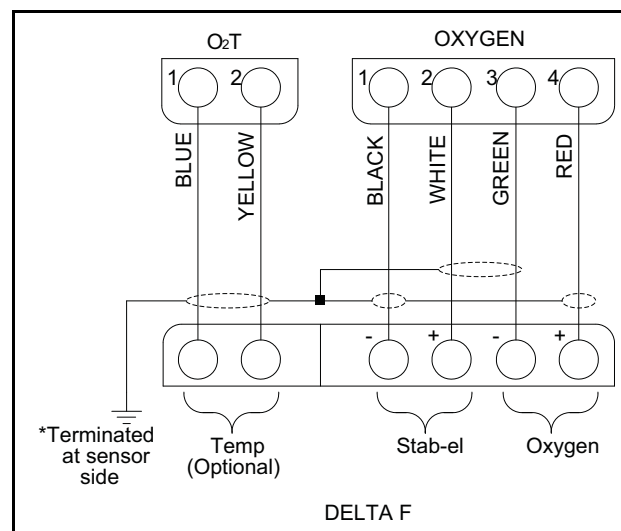 O2T
OXYGEN
1 2
1 2 3 4
BLUE
YELLOW
BLACK
WHITE
GREEN
RED
- + - +
*Terminated
at sensor
side
Temp
(Optional)
Stab-el
Oxygen
DELTA F